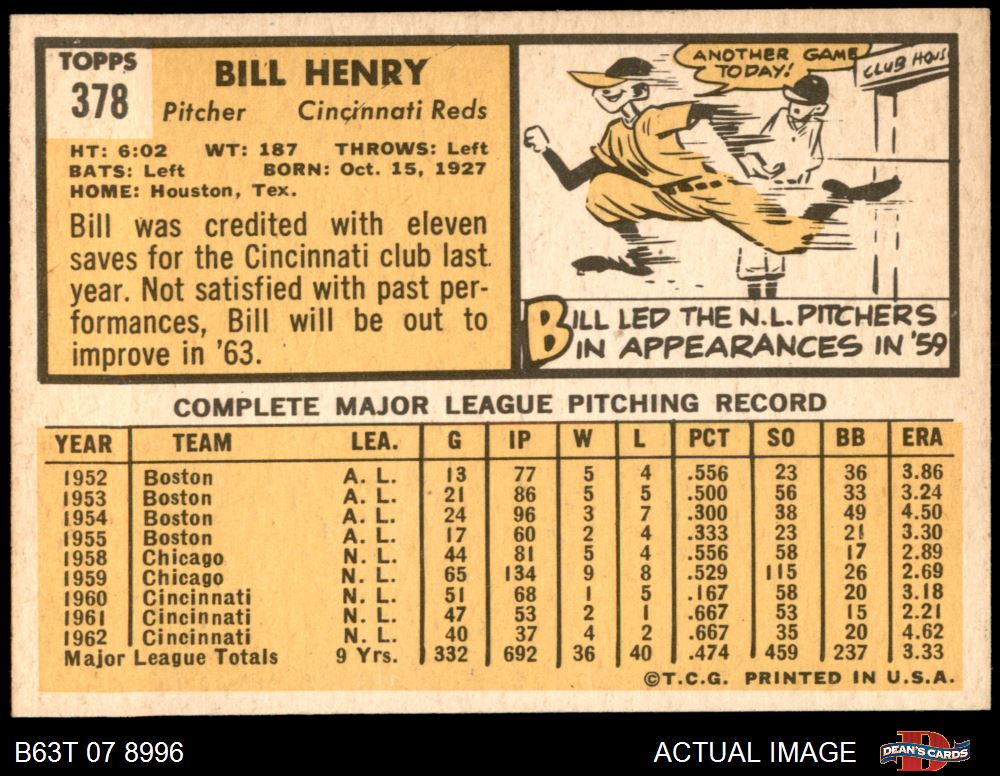 TOPPS
378
BILL HENRY
Pitcher Cincinnati Reds
HT: 6:02 WT: 187 THROWS: Left
BATS: Left BORN: Oct. 15, 1927
HOME: Houston, Tex.
Bill was credited with eleven
saves for the Cincinnati club last
year. Not satisfied with past per-
formances, Bill will be out to
improve in '63.
ANOTHER GAME
TODAY!
CLUB HOUS
BILL LED THE N.L. PITCHERS
IN APPEARANCES IN '59
COMPLETE MAJOR LEAGUE PITCHING RECORD
YEAR TEAM LEA. G IP W L PCT SO BB ERA
1952 Boston A. L. 13 77 5 4 .556 23 36 3.86
1953 Boston A. L. 21 86 5 5 .500 56 33 3.24
1954 Boston A. L. 24 96 3 7 .300 38 49 4.50
1955 Boston A. L. 17 60 2 4 .333 23 21 3.30
1958 Chicago N. L. 44 81 5 4 .556 58 17 2.89
1959 Chicago N. L. 65 134 9 8 .529 115 26 2.69
1960 Cincinnati N. L. 51 68 1 5 .167 58 20 3.18
1961 Cincinnati N. L. 47 53 2 1 .667 53 15 2.21
1962 Cincinnati N. L. 40 37 4 2 .667 35 20 4.62
Major League Totals 9 Yrs. 332 692 36 40 .474 459 237 3.33
©T.C.G. PRINTED IN U.S.A.
B63T 07 8996 ACTUAL IMAGE
D
DEAN'S CARDS